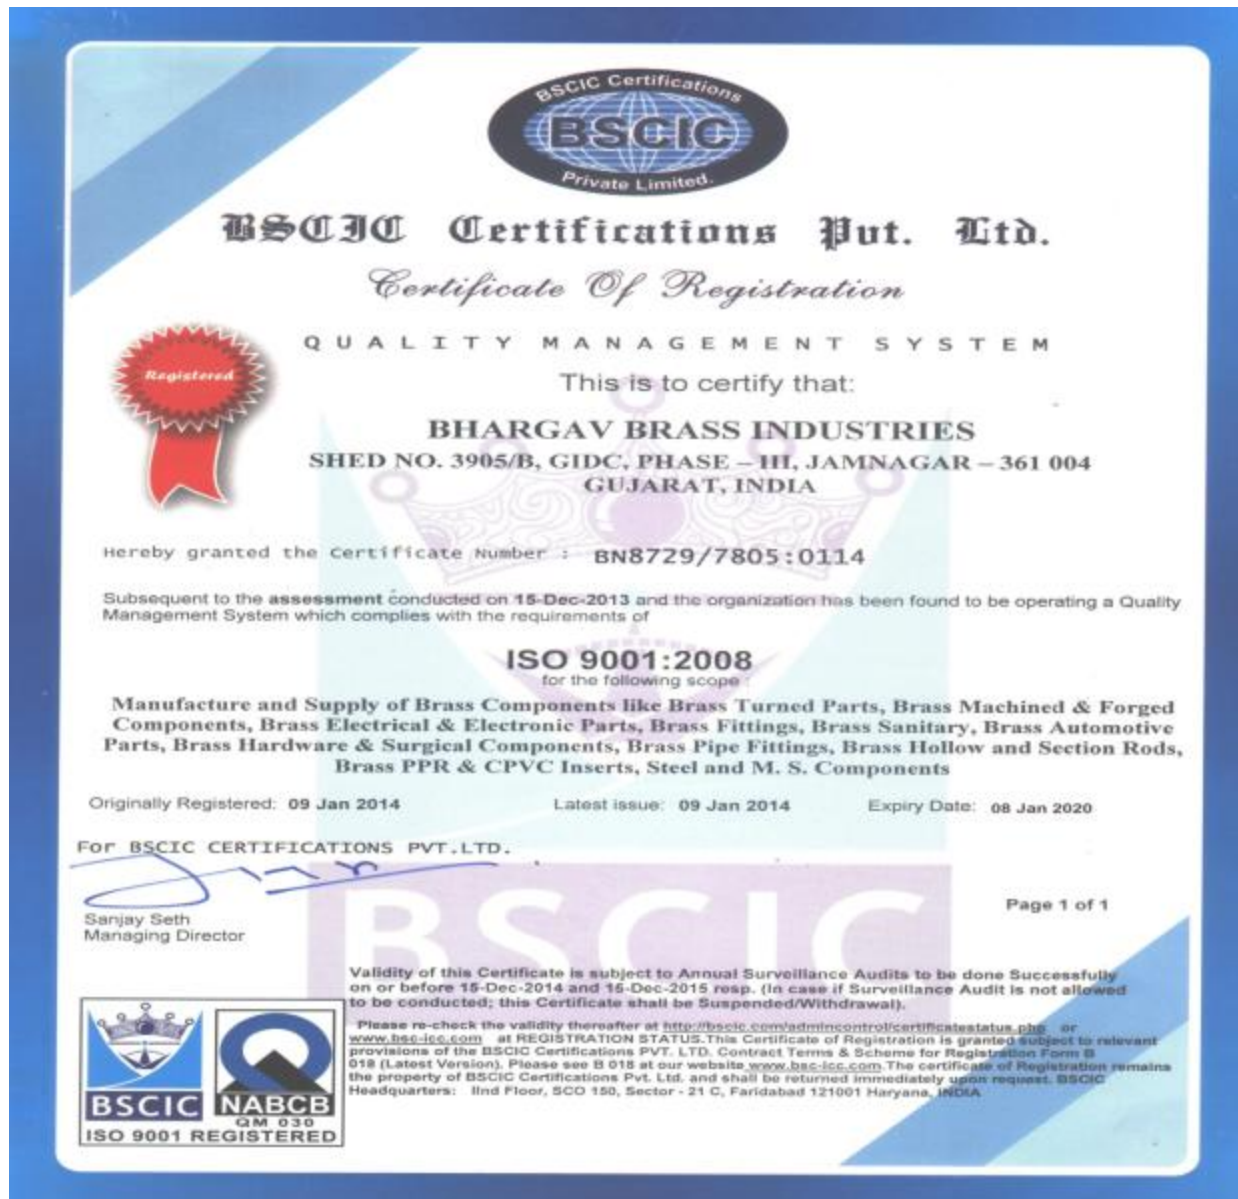 BSCIC Certifications
BSCIC
Private Limited.
BSCIC Certifications Pvt. Ltd.
Certificate Of Registration
QUALITY MANAGEMENT SYSTEM
Registered
This is to certify that:
BHARGAV BRASS INDUSTRIES
SHED NO. 3905/B, GIDC, PHASE – III, JAMNAGAR – 361 004
GUJARAT, INDIA
Hereby granted the Certificate Number : BN8729/7805:0114
Subsequent to the assessment conducted on 15-Dec-2013 and the organization has been found to be operating a Quality
Management System which complies with the requirements of
ISO 9001:2008
for the following scope :
Manufacture and Supply of Brass Components like Brass Turned Parts, Brass Machined & Forged
Components, Brass Electrical & Electronic Parts, Brass Fittings, Brass Sanitary, Brass Automotive
Parts, Brass Hardware & Surgical Components, Brass Pipe Fittings, Brass Hollow and Section Rods,
Brass PPR & CPVC Inserts, Steel and M. S. Components
Originally Registered: 09 Jan 2014 Latest issue: 09 Jan 2014 Expiry Date: 08 Jan 2020
For BSCIC CERTIFICATIONS PVT.LTD.
BSCIC
Page 1 of 1
Sanjay Seth
Managing Director
Validity of this Certificate is subject to Annual Surveillance Audits to be done Successfully
on or before 15-Dec-2014 and 15-Dec-2015 resp. (In case if Surveillance Audit is not allowed
to be conducted; this Certificate shall be Suspended/Withdrawal).
Please re-check the validity thereafter at http://bscic.com/admincontrol/certificatestatus.php or
www.bsc-icc.com at REGISTRATION STATUS.This Certificate of Registration is granted subject to relevant
provisions of the BSCIC Certifications PVT. LTD. Contract Terms & Scheme for Registration Form B
018 (Latest Version). Please see B 018 at our website www.bsc-icc.com.The certificate of Registration remains
the property of BSCIC Certifications Pvt. Ltd. and shall be returned immediately upon request. BSCIC
Headquarters: IInd Floor, SCO 150, Sector - 21 C, Faridabad 121001 Haryana, INDIA
BSCIC
NABCB
QM 030
ISO 9001 REGISTERED